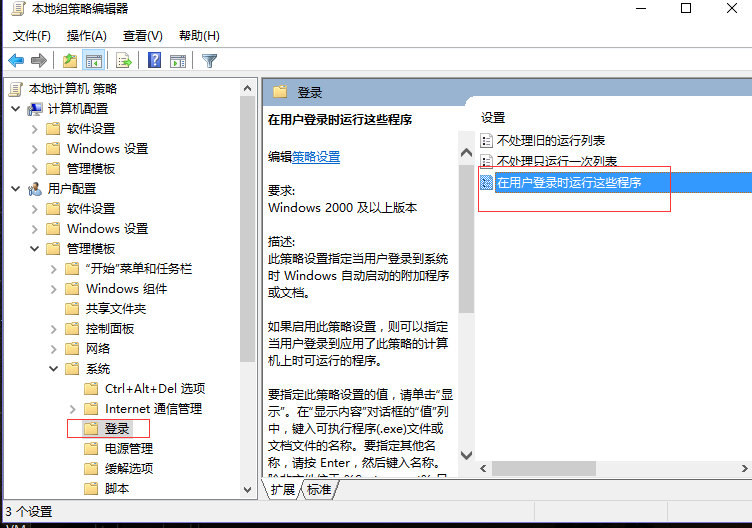 本地组策略编辑器
文件(F) 操作(A) 查看(V) 帮助(H)
本地计算机 策略
计算机配置
软件设置
Windows 设置
管理模板
用户配置
软件设置
Windows 设置
管理模板
“开始”菜单和任务栏
Windows 组件
共享文件夹
控制面板
网络
系统
Ctrl+Alt+Del 选项
Internet 通信管理
登录
电源管理
缓解选项
脚本
登录
在用户登录时运行这些程序
编辑策略设置
要求:
Windows 2000 及以上版本
描述:
此策略设置指定当用户登录到系统
时 Windows 自动启动的附加程序
或文档。
如果启用此策略设置，则可以指定
当用户登录到应用了此策略的计算
机上时可运行的程序。
要指定此策略设置的值，请单击“显
示”。在“显示内容”对话框的“值”列
中，键入可执行程序(.exe)文件或
文档文件的名称。要指定其他名
称，请按 Enter，然后键入名称。
设置
不处理旧的运行列表
不处理只运行一次列表
在用户登录时运行这些程序
扩展 标准
3 个设置